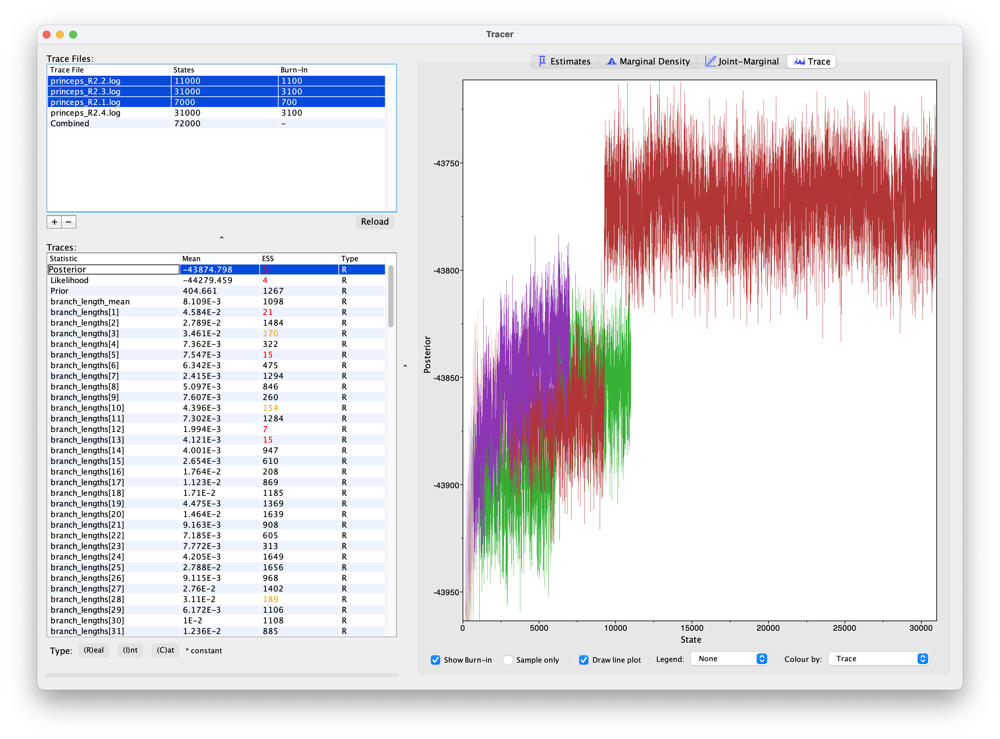 Tracer
Trace Files:
Trace File States Burn-In
princeps_R2.2.log 11000 1100
princeps_R2.3.log 31000 3100
princeps_R2.1.log 7000 700
princeps_R2.4.log 31000 3100
Combined 72000 –
+ −
Reload
Traces:
Statistic Mean ESS Type
Posterior -43874.798 5 R
Likelihood -44279.459 4 R
Prior 404.661 1267 R
branch_length_mean 8.109E-3 1098 R
branch_lengths[1] 4.584E-2 21 R
branch_lengths[2] 2.789E-2 1484 R
branch_lengths[3] 3.461E-2 170 R
branch_lengths[4] 7.362E-3 322 R
branch_lengths[5] 7.547E-3 15 R
branch_lengths[6] 6.342E-3 475 R
branch_lengths[7] 2.415E-3 1294 R
branch_lengths[8] 5.097E-3 846 R
branch_lengths[9] 7.607E-3 260 R
branch_lengths[10] 4.396E-3 154 R
branch_lengths[11] 7.302E-3 1284 R
branch_lengths[12] 1.994E-3 7 R
branch_lengths[13] 4.121E-3 15 R
branch_lengths[14] 4.001E-3 947 R
branch_lengths[15] 2.654E-3 610 R
branch_lengths[16] 1.764E-2 208 R
branch_lengths[17] 1.123E-2 869 R
branch_lengths[18] 1.71E-2 1185 R
branch_lengths[19] 4.475E-3 1369 R
branch_lengths[20] 1.464E-2 1639 R
branch_lengths[21] 9.163E-3 908 R
branch_lengths[22] 7.185E-3 605 R
branch_lengths[23] 7.772E-3 313 R
branch_lengths[24] 4.205E-3 1649 R
branch_lengths[25] 2.788E-2 1656 R
branch_lengths[26] 9.115E-3 968 R
branch_lengths[27] 2.76E-2 1402 R
branch_lengths[28] 3.11E-2 189 R
branch_lengths[29] 6.172E-3 1106 R
branch_lengths[30] 1E-2 1108 R
branch_lengths[31] 1.236E-2 885 R
Type: (R)eal (I)nt (C)at * constant
Estimates Marginal Density Joint-Marginal Trace
Posterior
-43750
-43800
-43850
-43900
-43950
0 5000 10000 15000 20000 25000 30000
State
Show Burn-in Sample only Draw line plot Legend: None Colour by: Trace